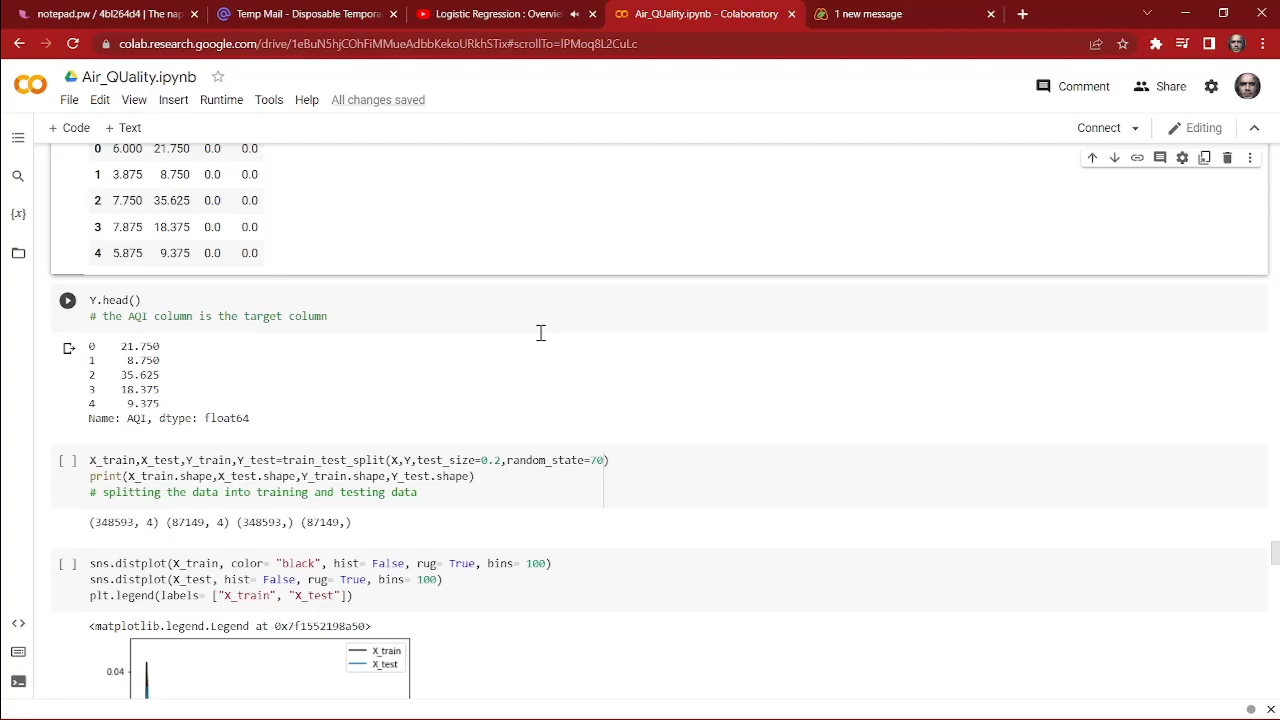 notepad.pw / 4bl264d4 | The nap
Temp Mail - Disposable Tempora
Logistic Regression : Overvie
Air_QUality.ipynb - Colaboratory
1 new message
colab.research.google.com/drive/1eBuN5hjCOhFiMMueAdbbKekoURkhSTix#scrollTo=lPMoq8L2CuLc
Air_QUality.ipynb
Comment
Share
File Edit View Insert Runtime Tools Help All changes saved
+ Code + Text
Connect
Editing
0 6.000 21.750 0.0 0.0
1 3.875 8.750 0.0 0.0
2 7.750 35.625 0.0 0.0
3 7.875 18.375 0.0 0.0
4 5.875 9.375 0.0 0.0
Y.head()
# the AQI column is the target column
0 21.750
1 8.750
2 35.625
3 18.375
4 9.375
Name: AQI, dtype: float64
[ ] X_train,X_test,Y_train,Y_test=train_test_split(X,Y,test_size=0.2,random_state=70)
print(X_train.shape,X_test.shape,Y_train.shape,Y_test.shape)
# splitting the data into training and testing data
(348593, 4) (87149, 4) (348593,) (87149,)
[ ] sns.distplot(X_train, color= "black", hist= False, rug= True, bins= 100)
sns.distplot(X_test, hist= False, rug= True, bins= 100)
plt.legend(labels= ["X_train", "X_test"])
<matplotlib.legend.Legend at 0x7f1552198a50>
X_train
X_test
0.04